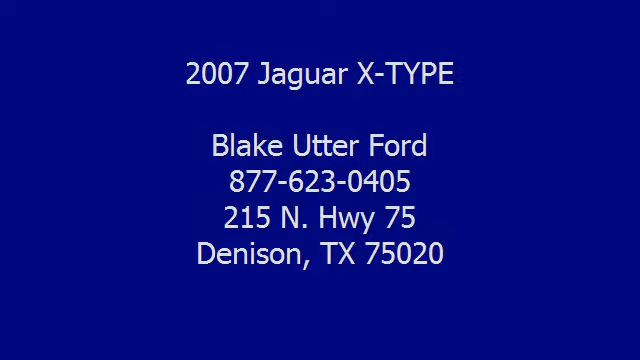 2007 Jaguar X-TYPE
Blake Utter Ford
877-623-0405
215 N. Hwy 75
Denison, TX 75020